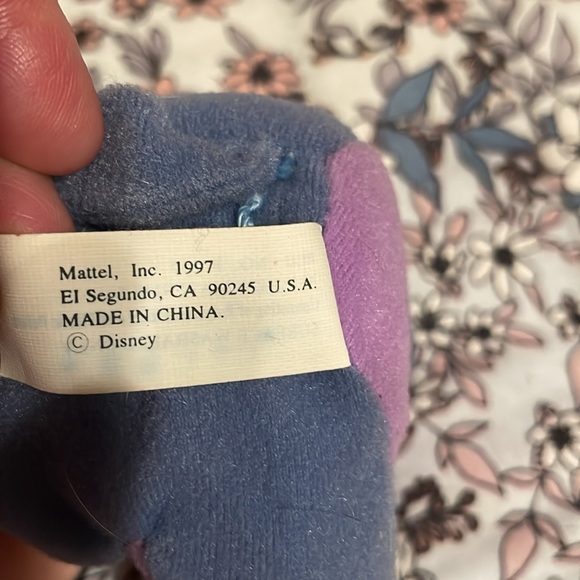 Mattel, Inc. 1997
El Segundo, CA 90245 U.S.A.
MADE IN CHINA.
© Disney